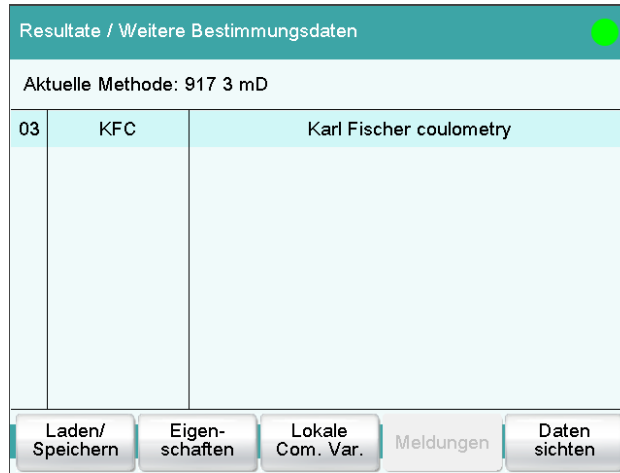 Resultate / Weitere Bestimmungsdaten
Aktuelle Methode: 917 3 mD
03 KFC Karl Fischer coulometry
Laden/
Speichern
Eigen-
schaften
Lokale
Com. Var.
Meldungen
Daten
sichten